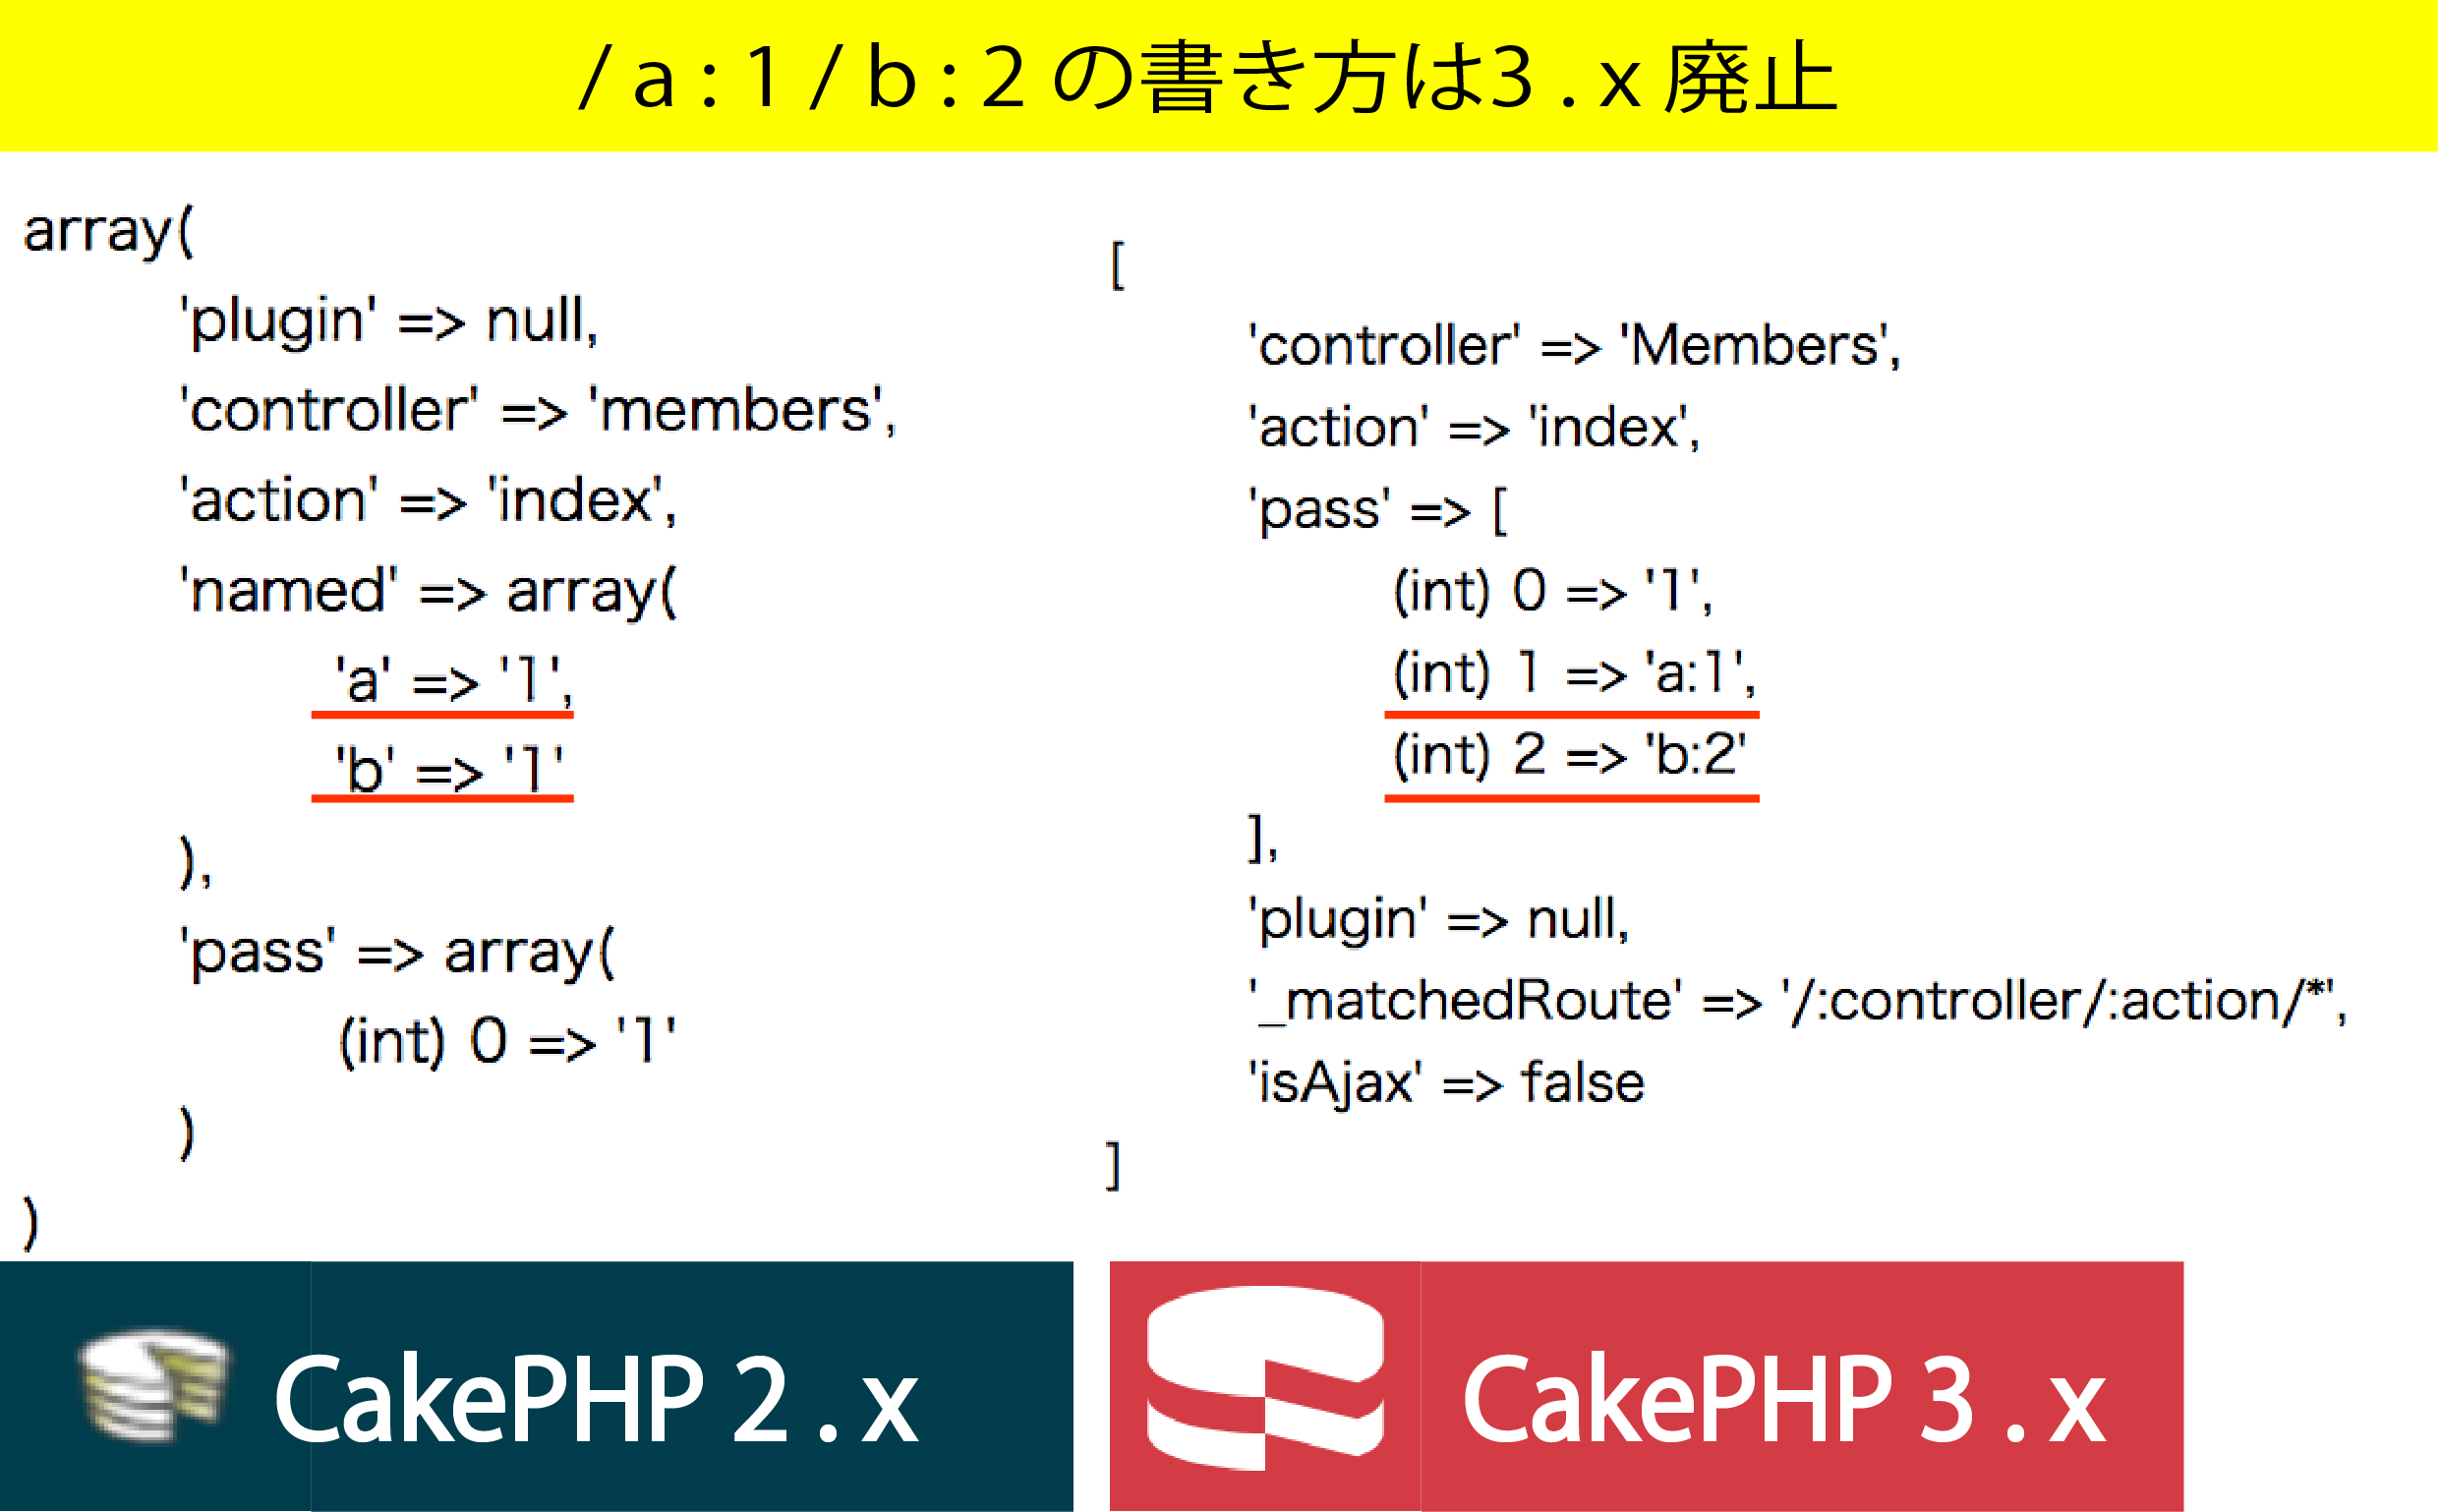 /a:1/b:2の書き方は3.x廃止
array(
'plugin' => null,
'controller' => 'members',
'action' => 'index',
'named' => array(
'a' => '1',
'b' => '1'
),
'pass' => array(
(int) 0 => '1'
)
)
CakePHP 2.x
[
'controller' => 'Members',
'action' => 'index',
'pass' => [
(int) 0 => '1',
(int) 1 => 'a:1',
(int) 2 => 'b:2'
],
'plugin' => null,
'_matchedRoute' => '/:controller/:action/*',
'isAjax' => false
]
CakePHP 3.x